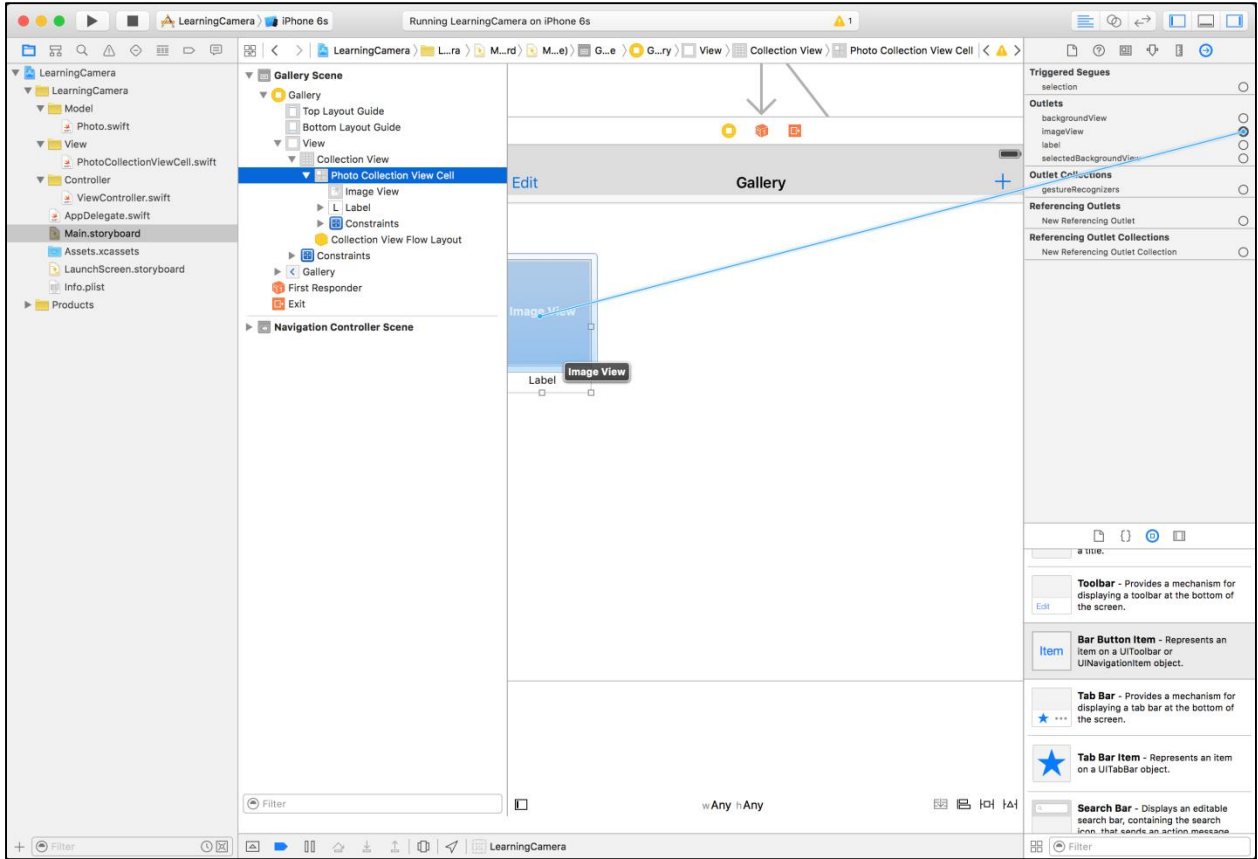 LearningCamera
iPhone 6s
Running LearningCamera on iPhone 6s
1
LearningCamera
L...ra
M...rd)
M...e)
G...e
G...ry
View
Collection View
Photo Collection View Cell
LearningCamera
LearningCamera
Model
Photo.swift
View
PhotoCollectionViewCell.swift
Controller
ViewController.swift
AppDelegate.swift
Main.storyboard
Assets.xcassets
LaunchScreen.storyboard
Info.plist
Products
Filter
Gallery Scene
Gallery
Top Layout Guide
Bottom Layout Guide
View
Collection View
Photo Collection View Cell
Image View
L Label
Constraints
Collection View Flow Layout
Constraints
Gallery
First Responder
Exit
Navigation Controller Scene
Filter
Edit
Gallery
+
Image View
Image View
Label
wAny hAny
LearningCamera
Triggered Segues
selection
Outlets
backgroundView
imageView
label
selectedBackgroundView
Outlet Collections
gestureRecognizers
Referencing Outlets
New Referencing Outlet
Referencing Outlet Collections
New Referencing Outlet Collection
{}
a title.
Edit
Toolbar - Provides a mechanism for
displaying a toolbar at the bottom of
the screen.
Item
Bar Button Item - Represents an
item on a UIToolbar or
UINavigationItem object.
Tab Bar - Provides a mechanism for
displaying a tab bar at the bottom of
the screen.
Tab Bar Item - Represents an item
on a UITabBar object.
Search Bar - Displays an editable
search bar, containing the search
icon, that sends an action message
Filter